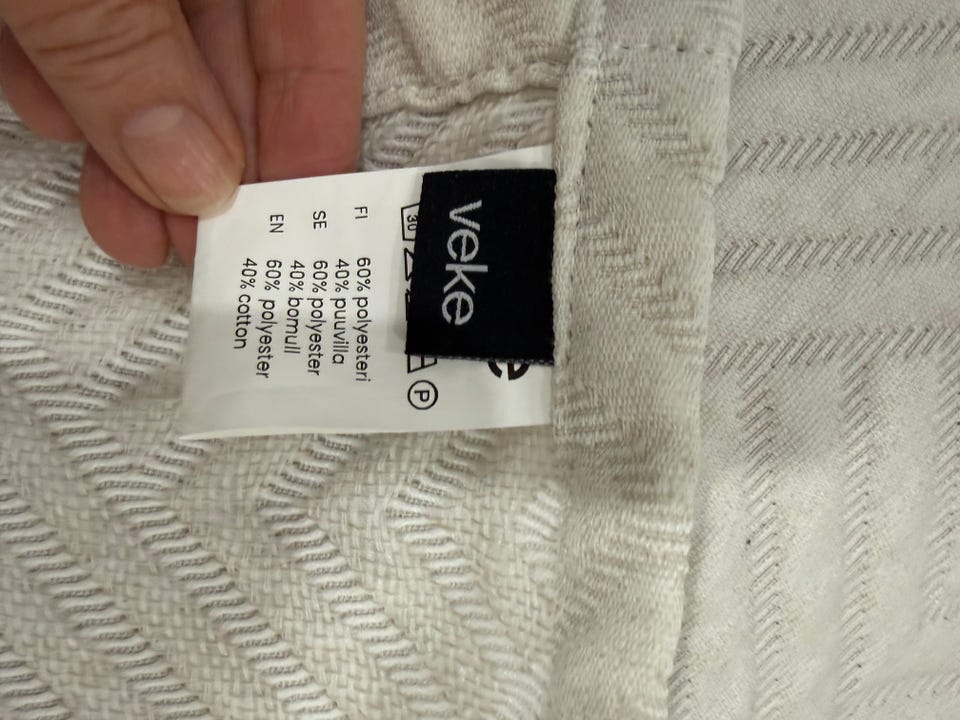 veke
e
30
P
FI 60% polyesteri
40% puuvilla
SE 60% polyester
40% bomull
EN 60% polyester
40% cotton